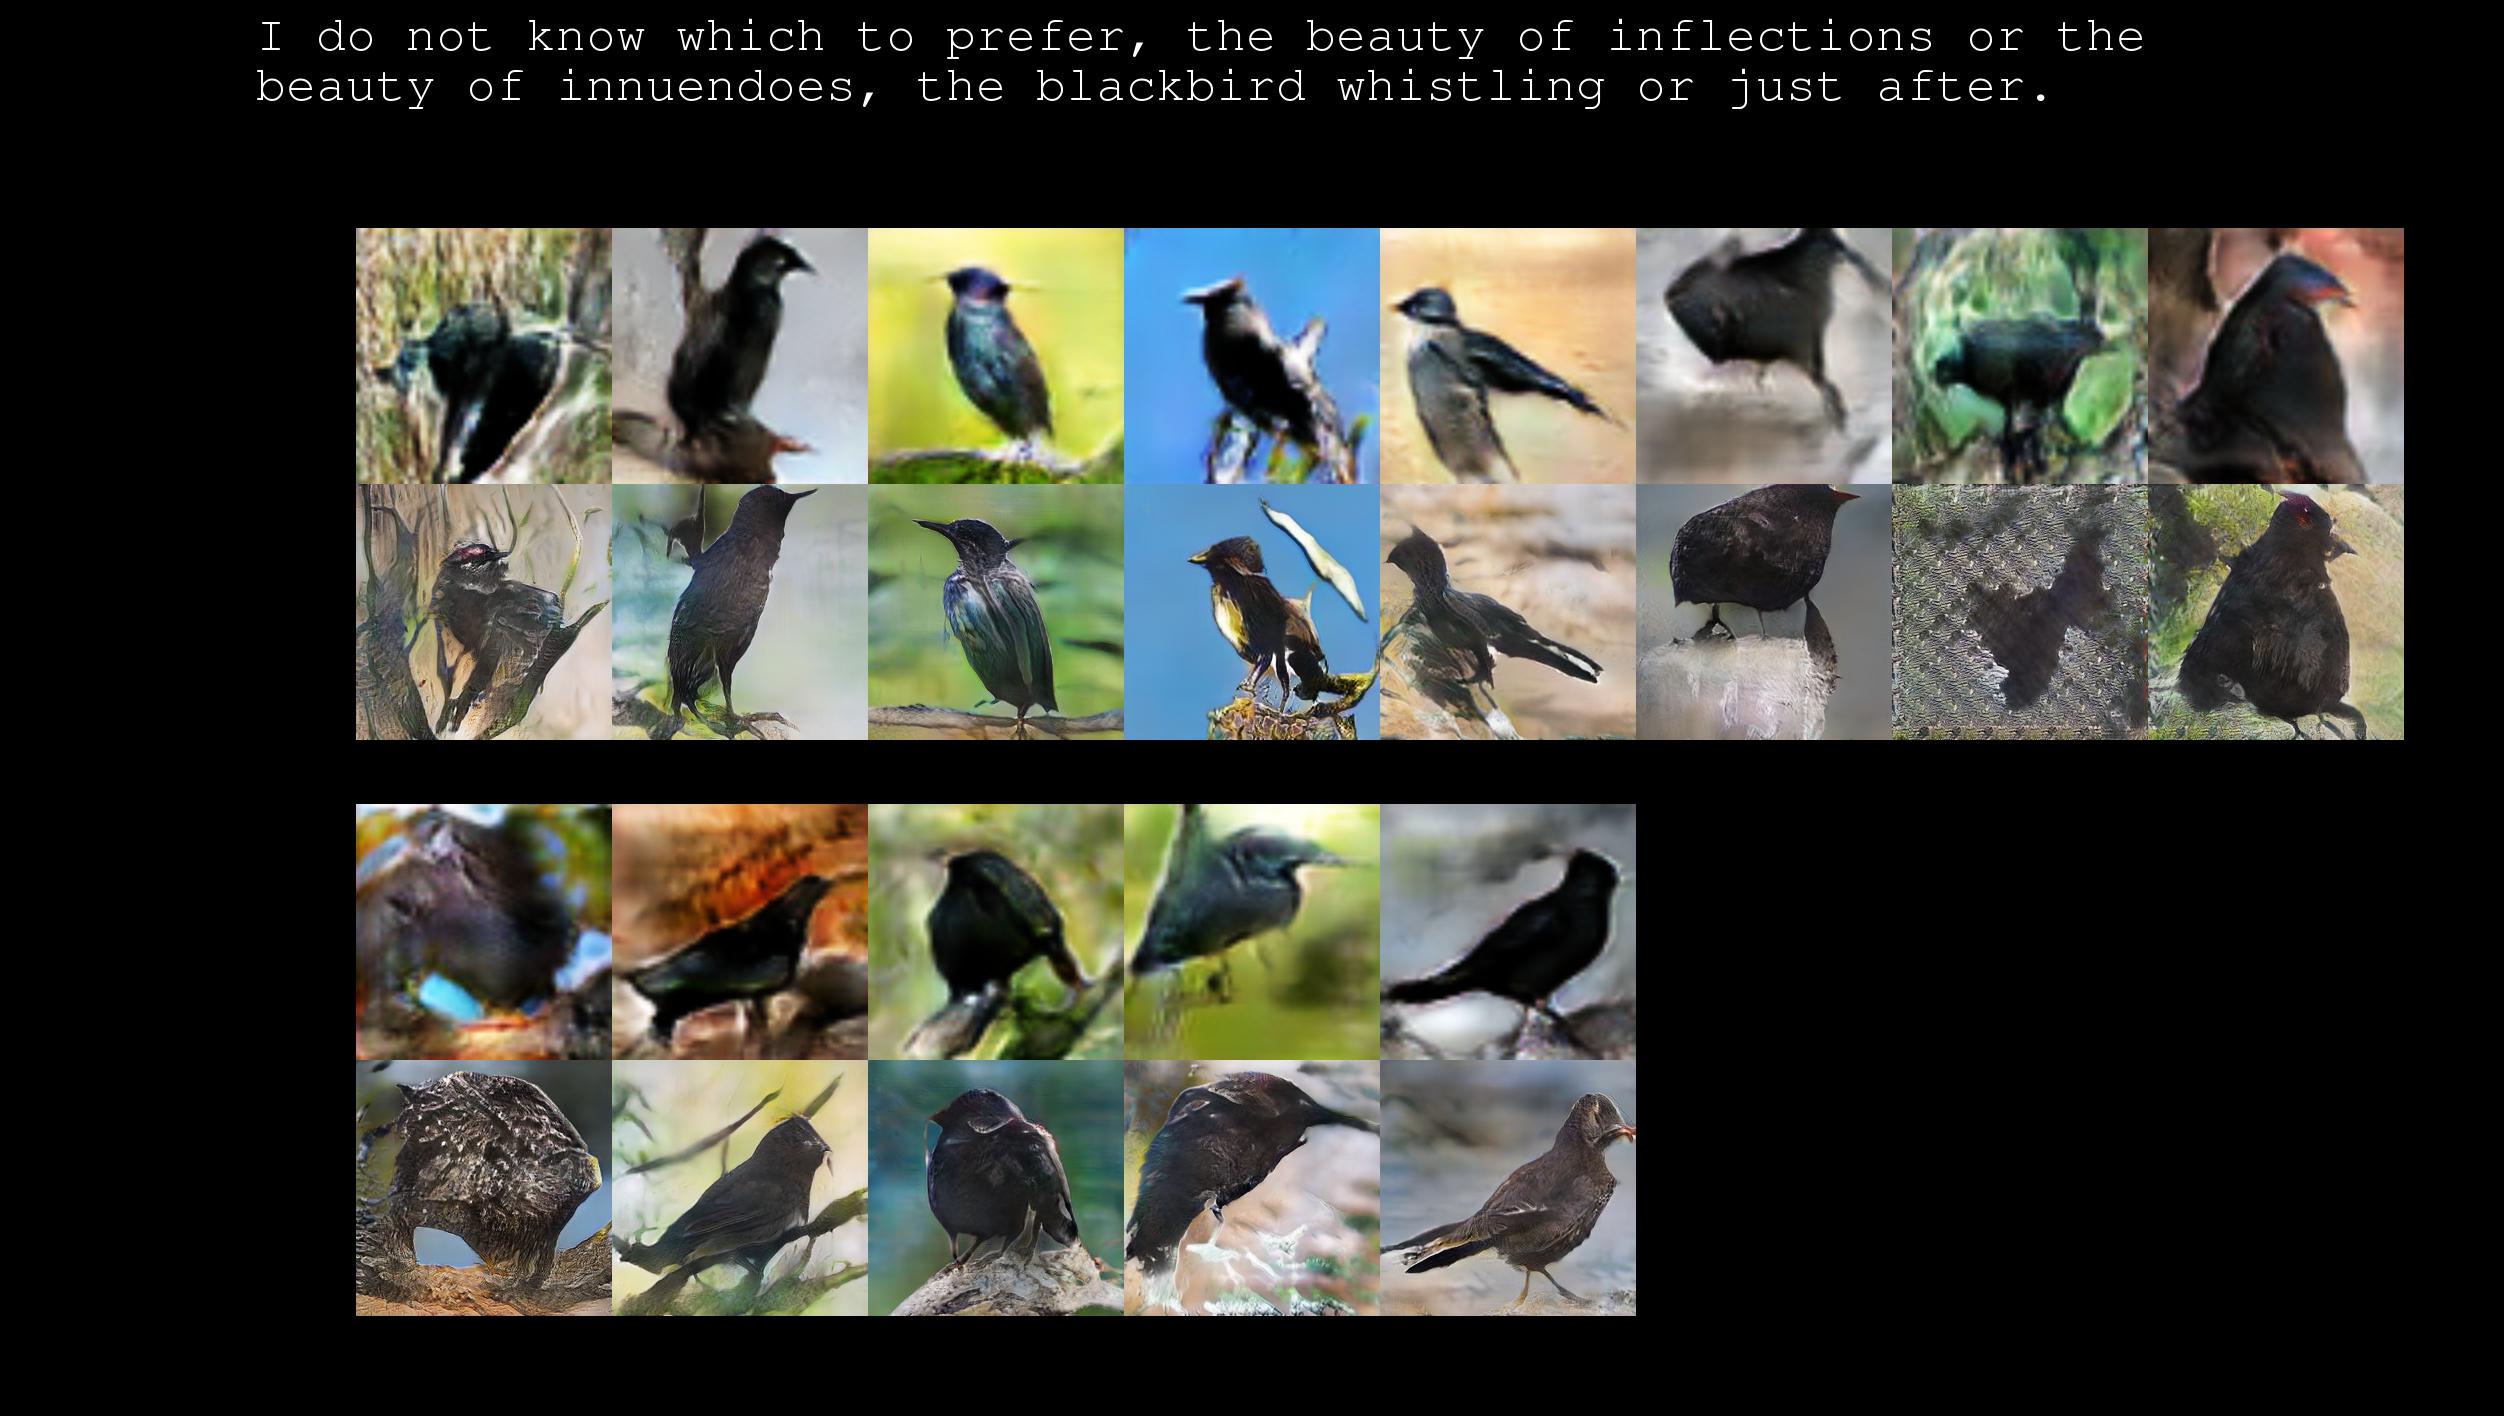 I do not know which to prefer, the beauty of inflections or the
beauty of innuendoes, the blackbird whistling or just after.